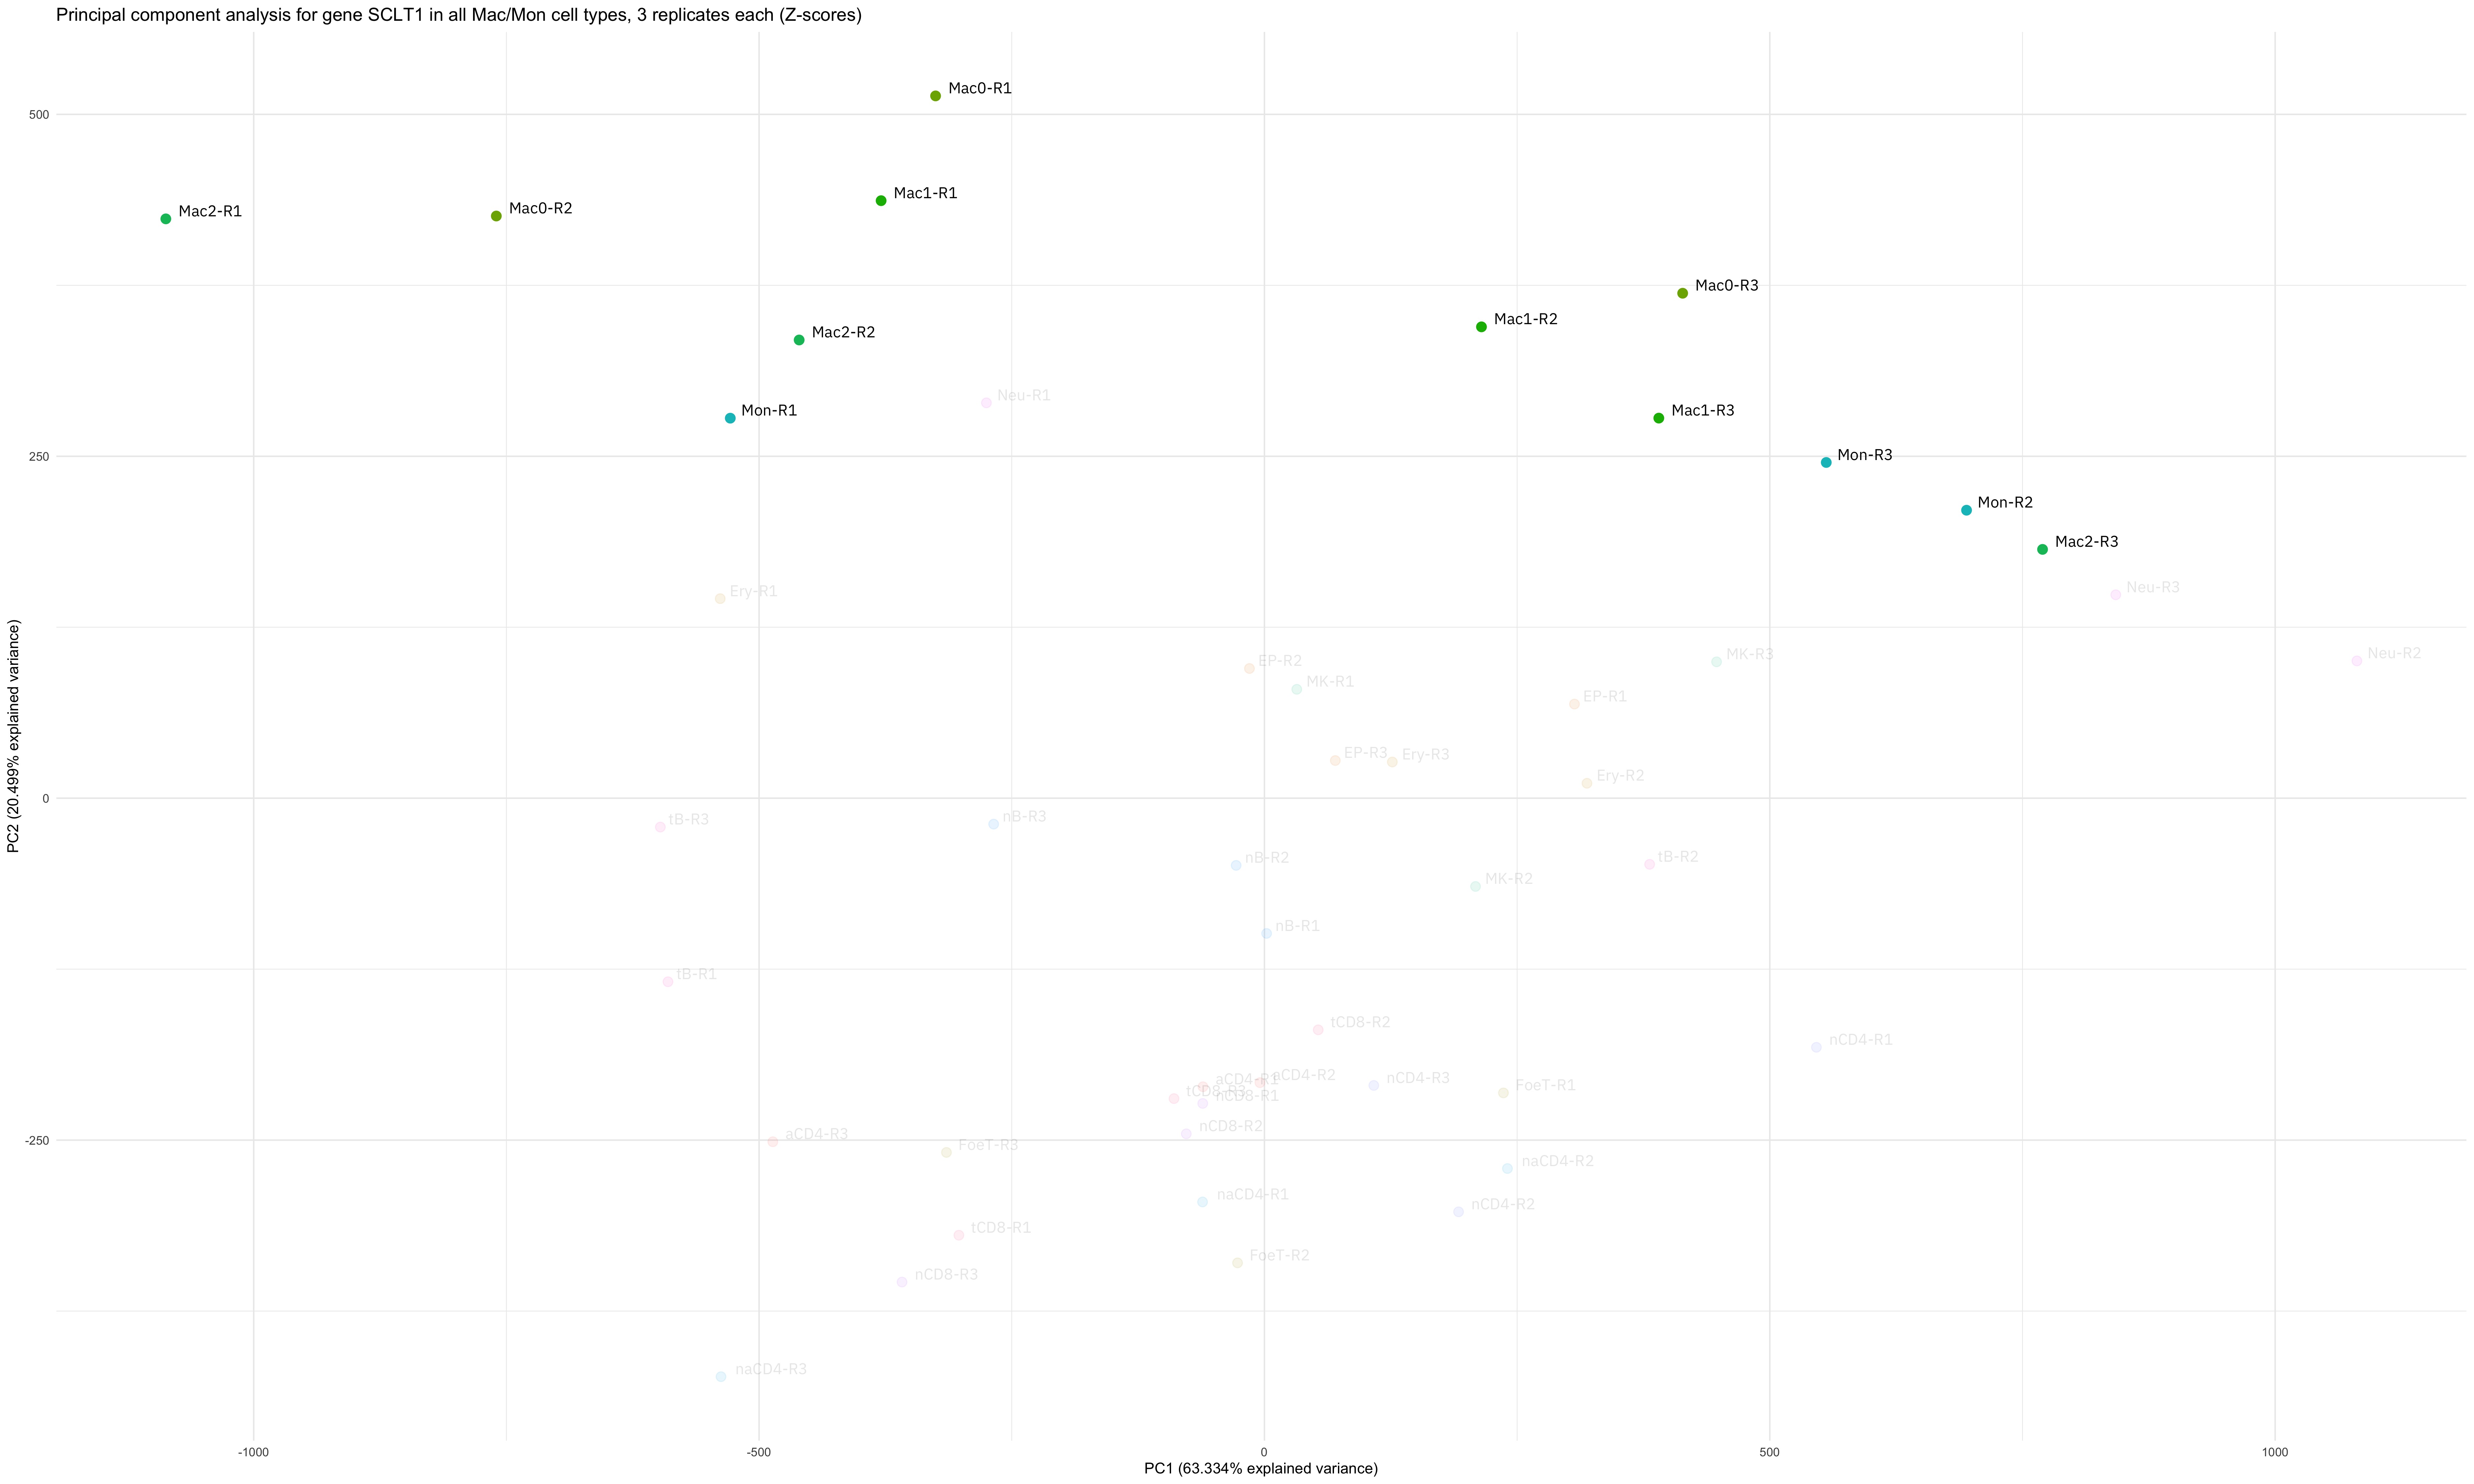 Principal component analysis for gene SCLT1 in all Mac/Mon cell types, 3 replicates each (Z-scores)
Mac0-R1
500
Mac1-R1
Mac2-R1
Mac0-R2
Mac0-R3
Mac1-R2
Mac2-R2
Neu-R1
Mon-R1
Mac1-R3
250
Mon-R3
Mon-R2
Mac2-R3
Neu-R3
Ery-R1
EP-R2
MK-R3
Neu-R2
MK-R1
EP-R1
EP-R3
Ery-R3
Ery-R2
PC2 (20.499% explained variance)
0
tB-R3
nB-R3
nB-R2
tB-R2
MK-R2
nB-R1
tB-R1
tCD8-R2
nCD4-R1
aCD4-R1
aCD4-R2
nCD4-R3
tCD8-R3
nCD8-R1
FoeT-R1
nCD8-R2
aCD4-R3
-250
FoeT-R3
naCD4-R2
naCD4-R1
nCD4-R2
tCD8-R1
FoeT-R2
nCD8-R3
naCD4-R3
-1000
-500
0
500
1000
PC1 (63.334% explained variance)